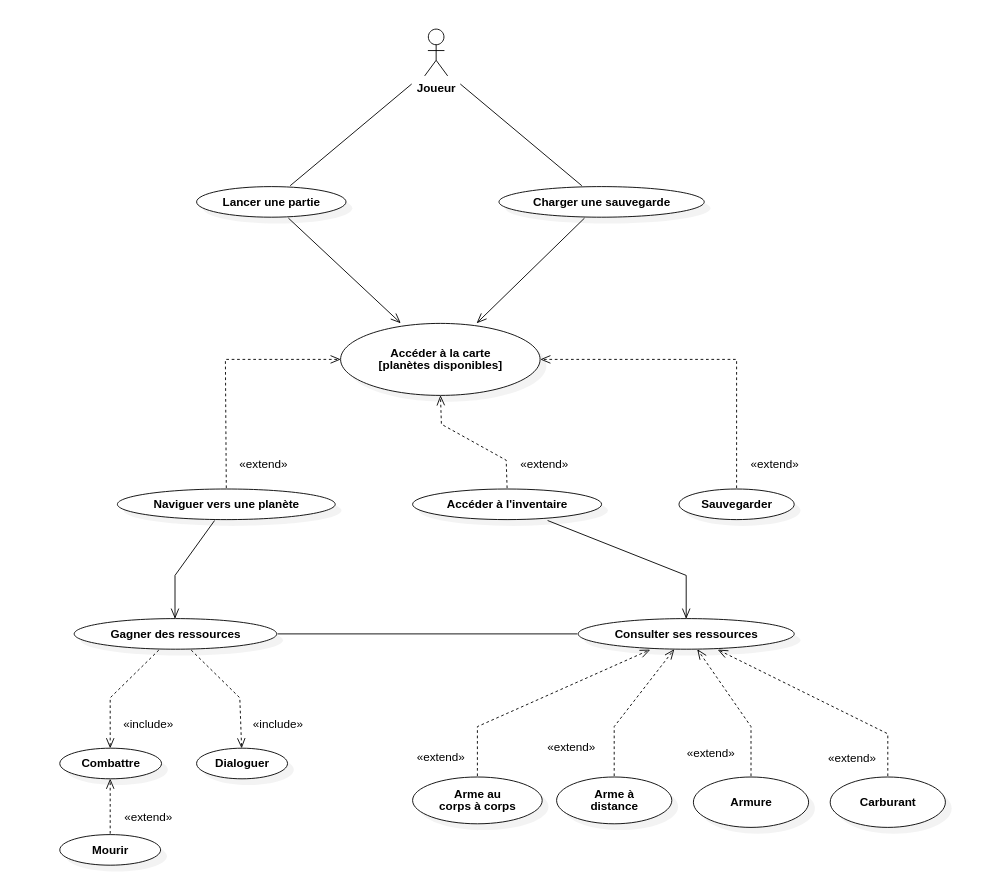 Joueur
Lancer une partie
Charger une sauvegarde
Accéder à la carte
[planètes disponibles]
«extend»
«extend»
«extend»
Naviguer vers une planète
Accéder à l'inventaire
Sauvegarder
Gagner des ressources
Consulter ses ressources
«include»
«include»
«extend»
«extend»
«extend»
«extend»
Combattre
Dialoguer
Arme au
corps à corps
Arme à
distance
Armure
Carburant
«extend»
Mourir